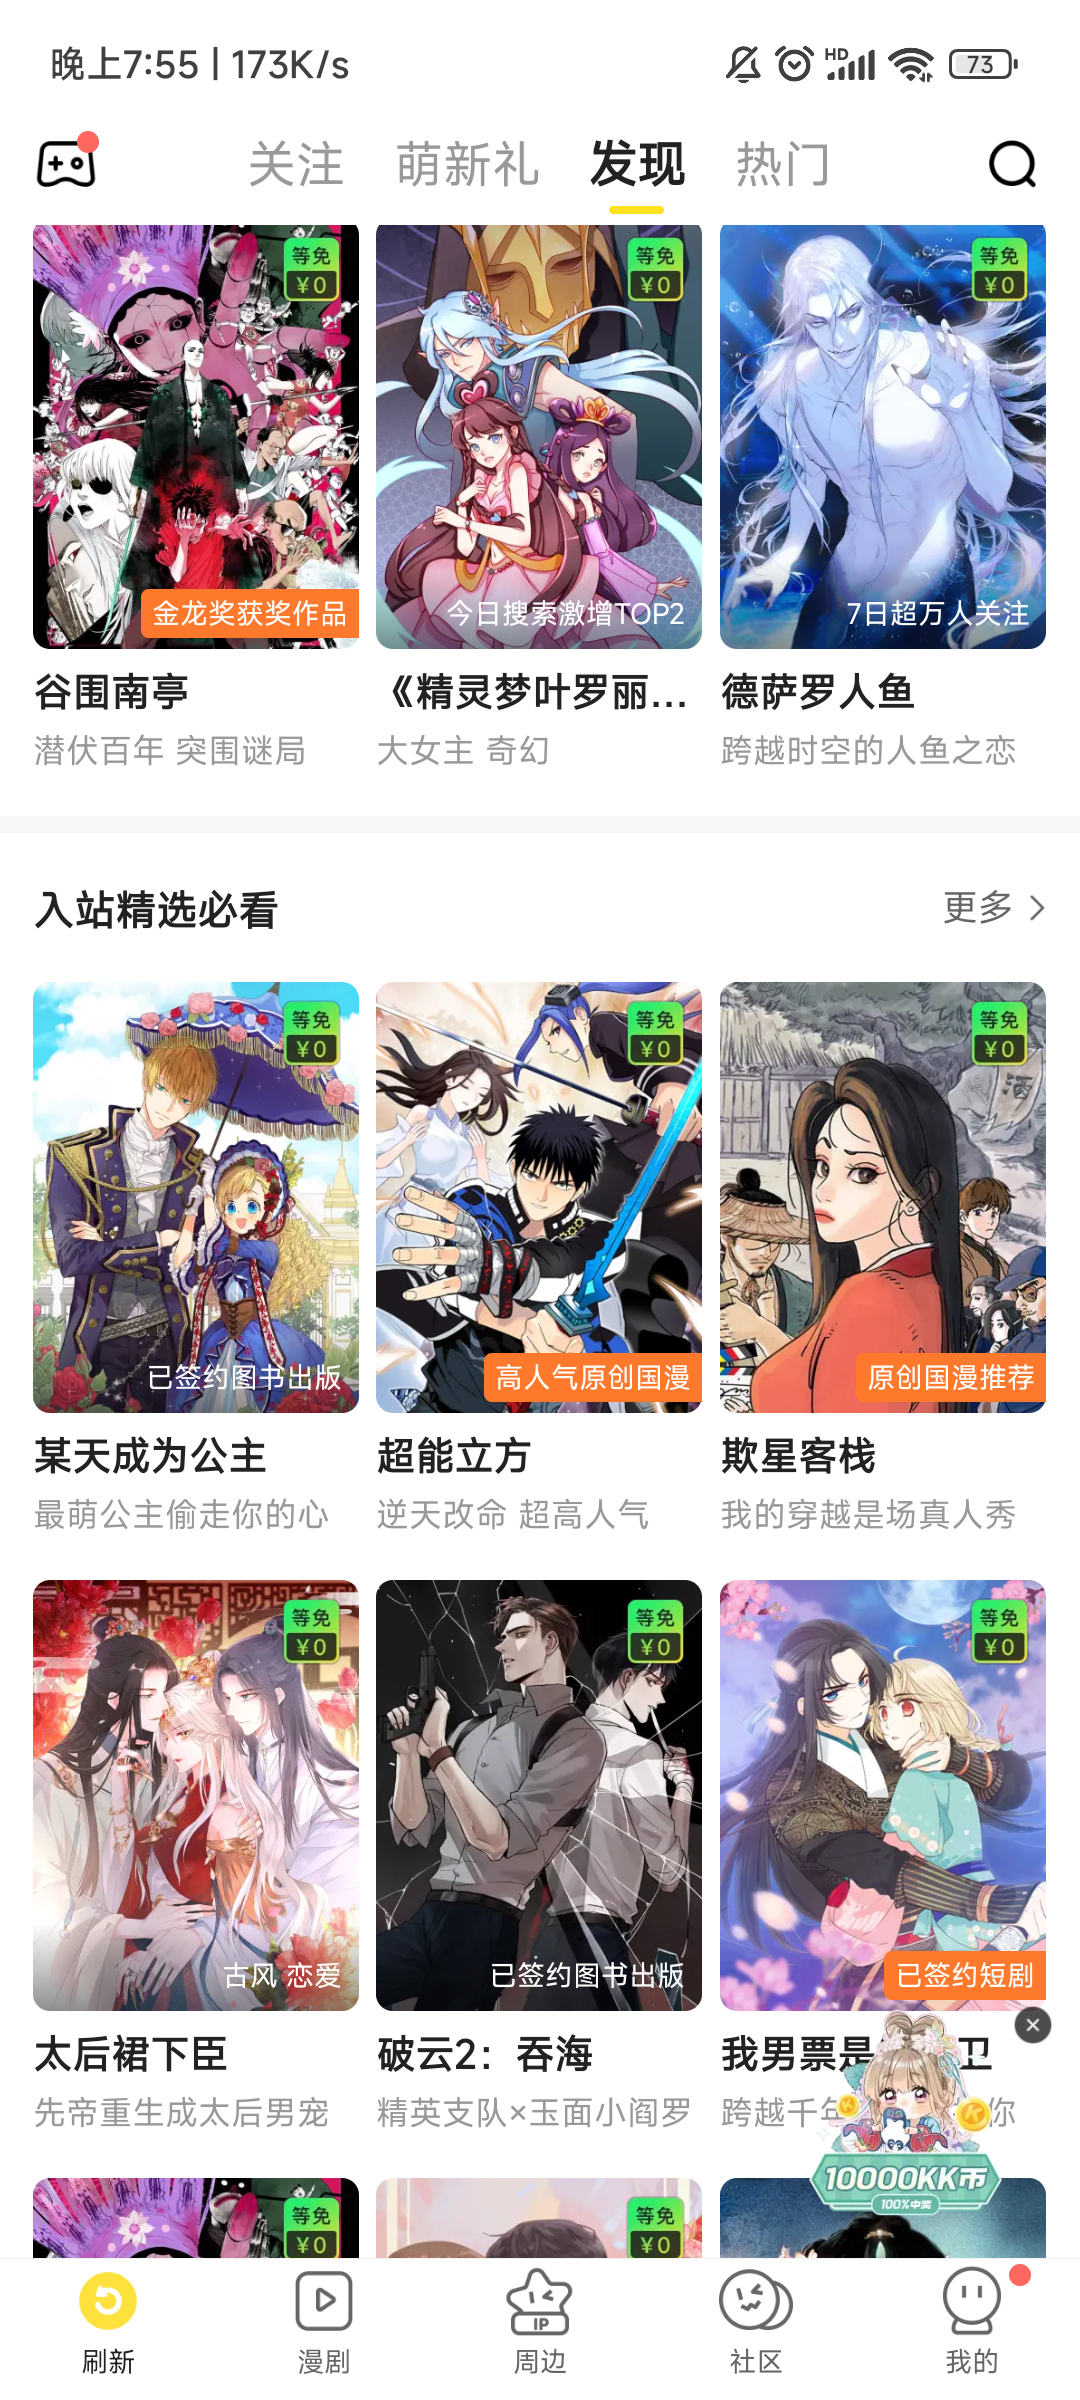 晚上7:55 | 173K/s
HD
73
关注 萌新礼 发现 热门
等免 ¥0
等免 ¥0
等免 ¥0
金龙奖获奖作品
今日搜索激增TOP2
7日超万人关注
谷围南亭
《精灵梦叶罗丽...
德萨罗人鱼
潜伏百年 突围谜局
大女主 奇幻
跨越时空的人鱼之恋
入站精选必看
更多
等免 ¥0
等免 ¥0
等免 ¥0
已签约图书出版
高人气原创国漫
原创国漫推荐
某天成为公主
超能立方
欺星客栈
最萌公主偷走你的心
逆天改命 超高人气
我的穿越是场真人秀
等免 ¥0
等免 ¥0
等免 ¥0
古风 恋爱
已签约图书出版
已签约短剧
太后裙下臣
破云2：吞海
我男票是 卫
先帝重生成太后男宠
精英支队×玉面小阎罗
跨越千 你
10000KK币
100%中奖
等免 ¥0
等免 ¥0
刷新
漫剧
IP
周边
社区
我的